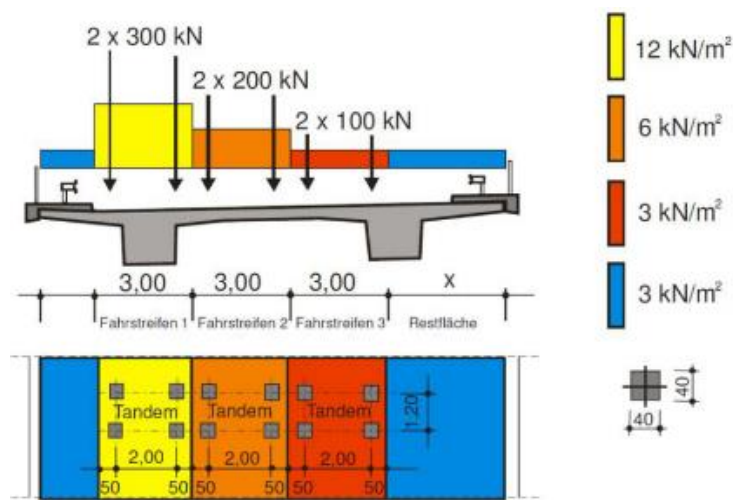 2 x 300 kN
2 x 200 kN
2 x 100 kN
12 kN/m²
6 kN/m²
3 kN/m²
3 kN/m²
3,00 3,00 3,00 x
Fahrstreifen 1 Fahrstreifen 2 Fahrstreifen 3 Restfläche
Tandem Tandem Tandem
1,20
2,00 2,00 2,00
50 50 50 50
40
40